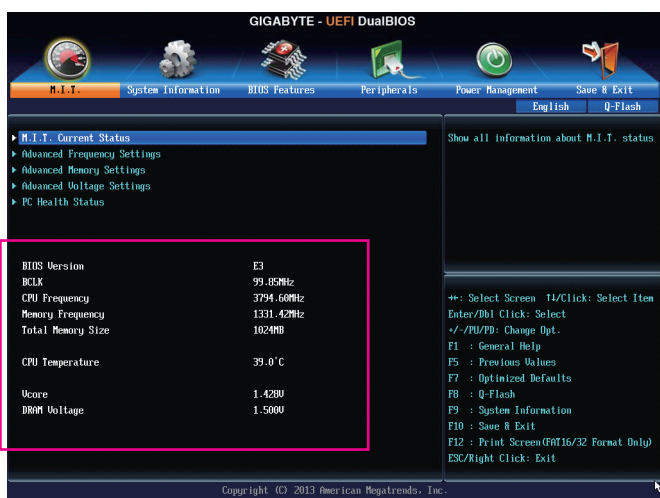 GIGABYTE - UEFI DualBIOS
M.I.T. System Information BIOS Features Peripherals Power Management Save & Exit
English Q-Flash
M.I.T. Current Status
Advanced Frequency Settings
Advanced Memory Settings
Advanced Voltage Settings
PC Health Status
Show all information about M.I.T. status
BIOS Version E3
BCLK 99.85MHz
CPU Frequency 3794.60MHz
Memory Frequency 1331.42MHz
Total Memory Size 1024MB
CPU Temperature 39.0°C
Vcore 1.428V
DRAM Voltage 1.500V
→←: Select Screen ↑↓/Click: Select Item
Enter/Dbl Click: Select
+/-/PU/PD: Change Opt.
F1 : General Help
F5 : Previous Values
F7 : Optimized Defaults
F8 : Q-Flash
F9 : System Information
F10 : Save & Exit
F12 : Print Screen(FAT16/32 Format Only)
ESC/Right Click: Exit
Copyright (C) 2013 American Megatrends, Inc.